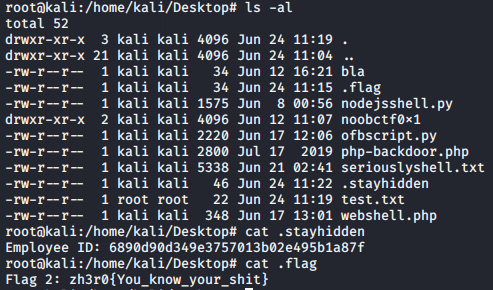 root@kali:/home/kali/Desktop# ls -al
total 52
drwxr-xr-x  3 kali kali 4096 Jun 24 11:19 .
drwxr-xr-x 21 kali kali 4096 Jun 24 11:04 ..
-rw-r--r--  1 kali kali   34 Jun 12 16:21 bla
-rw-r--r--  1 kali kali   34 Jun 24 11:15 .flag
-rw-r--r--  1 kali kali 1575 Jun  8 00:56 nodejsshell.py
drwxr-xr-x  2 kali kali 4096 Jun 12 11:07 noobctf0×1
-rw-r--r--  1 kali kali 2220 Jun 17 12:06 ofbscript.py
-rw-r--r--  1 kali kali 2800 Jul 17  2019 php-backdoor.php
-rw-r--r--  1 kali kali 5338 Jun 21 02:41 seriouslyshell.txt
-rw-r--r--  1 kali kali   46 Jun 24 11:22 .stayhidden
-rw-r--r--  1 root root   22 Jun 24 11:19 test.txt
-rw-r--r--  1 kali kali  348 Jun 17 13:01 webshell.php
root@kali:/home/kali/Desktop# cat .stayhidden
Employee ID: 6890d90d349e3757013b02e495b1a87f
root@kali:/home/kali/Desktop# cat .flag
Flag 2: zh3r0{You_know_your_shit}